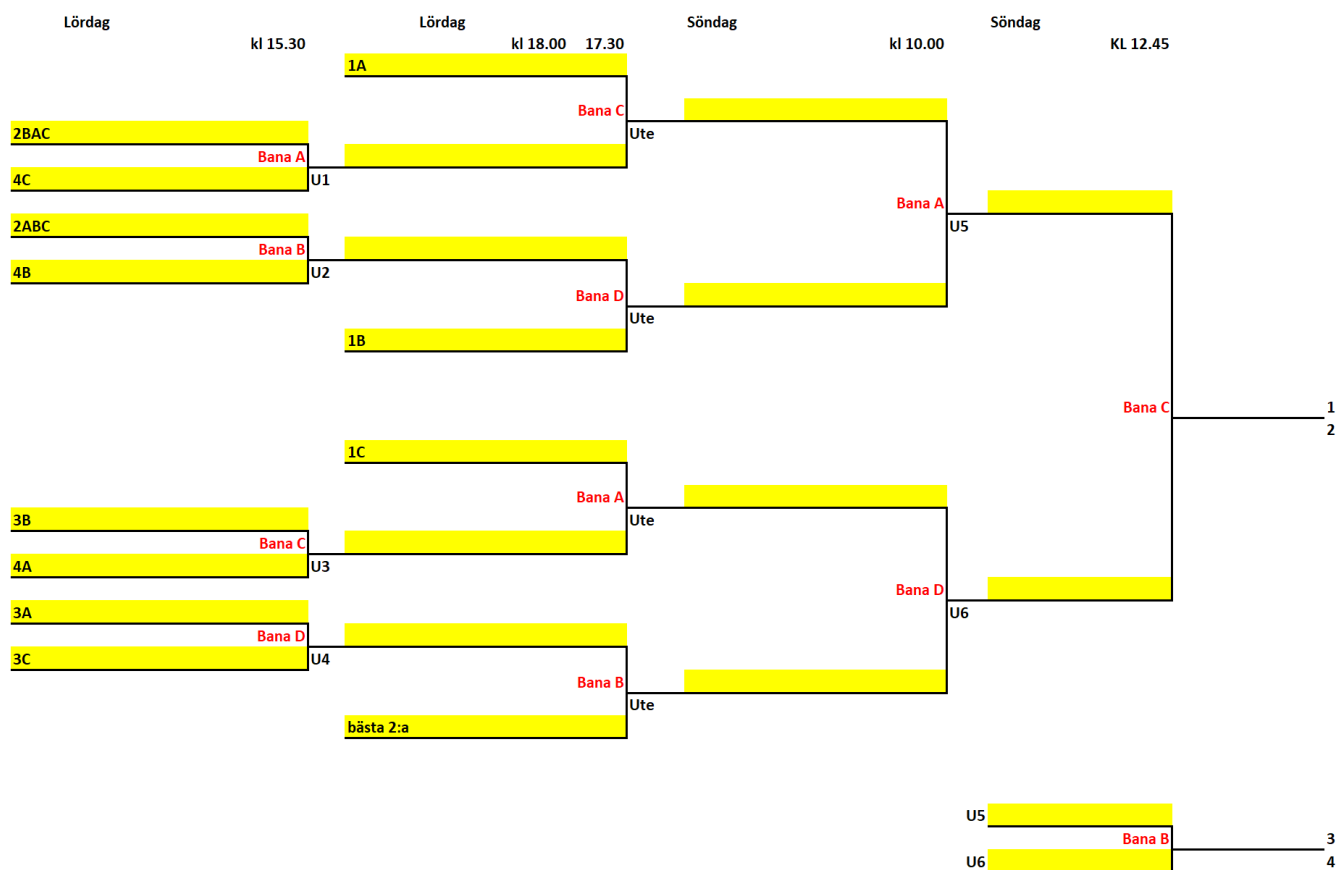 Lördag Lördag Söndag Söndag
kl 15.30 kl 18.00 17.30 kl 10.00 KL 12.45
1A
Bana C
2BAC Ute
Bana A
4C U1
Bana A
2ABC U5
Bana B
4B U2
Bana D
Ute
1B
Bana C 1
2
1C
Bana A
3B Ute
Bana C
4A U3
Bana D
3A U6
Bana D
3C U4
Bana B
Ute
bästa 2:a
U5
Bana B 3
U6 4